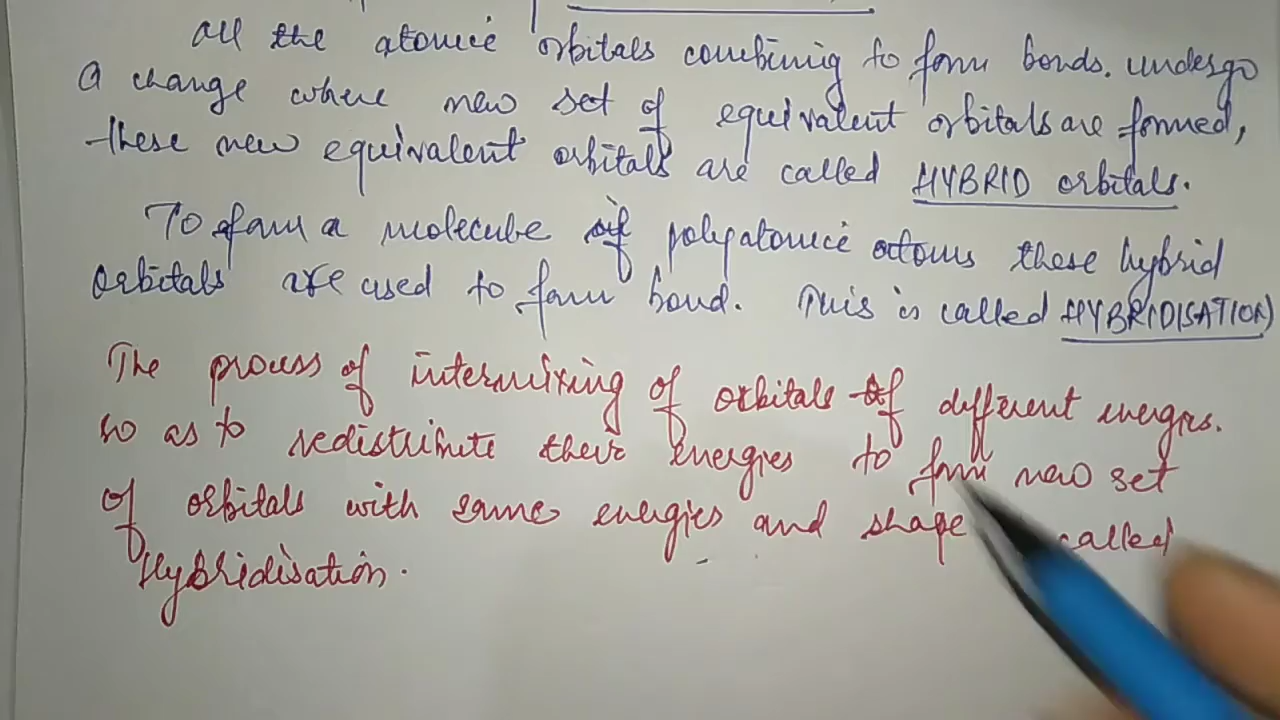 all the atomic orbitals combining to form bonds. undergo
a change where new set of equivalent orbitals are formed,
these new equivalent orbitals are called HYBRID orbitals.
To form a molecule of polyatomic atoms these hybrid
orbitals are used to form bond. This is called HYBRIDISATION
The process of intermixing of orbitals of different energies.
so as to redistribute their energies to form new set
of orbitals with same energies and shape called
Hybridisation.